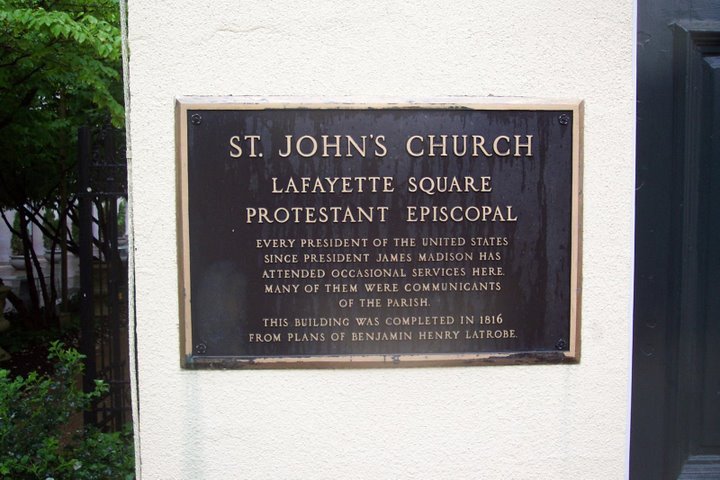 ST. JOHN'S CHURCH
LAFAYETTE SQUARE
PROTESTANT EPISCOPAL
EVERY PRESIDENT OF THE UNITED STATES
SINCE PRESIDENT JAMES MADISON HAS
ATTENDED OCCASIONAL SERVICES HERE.
MANY OF THEM WERE COMMUNICANTS
OF THE PARISH.
THIS BUILDING WAS COMPLETED IN 1816
FROM PLANS OF BENJAMIN HENRY LATROBE.